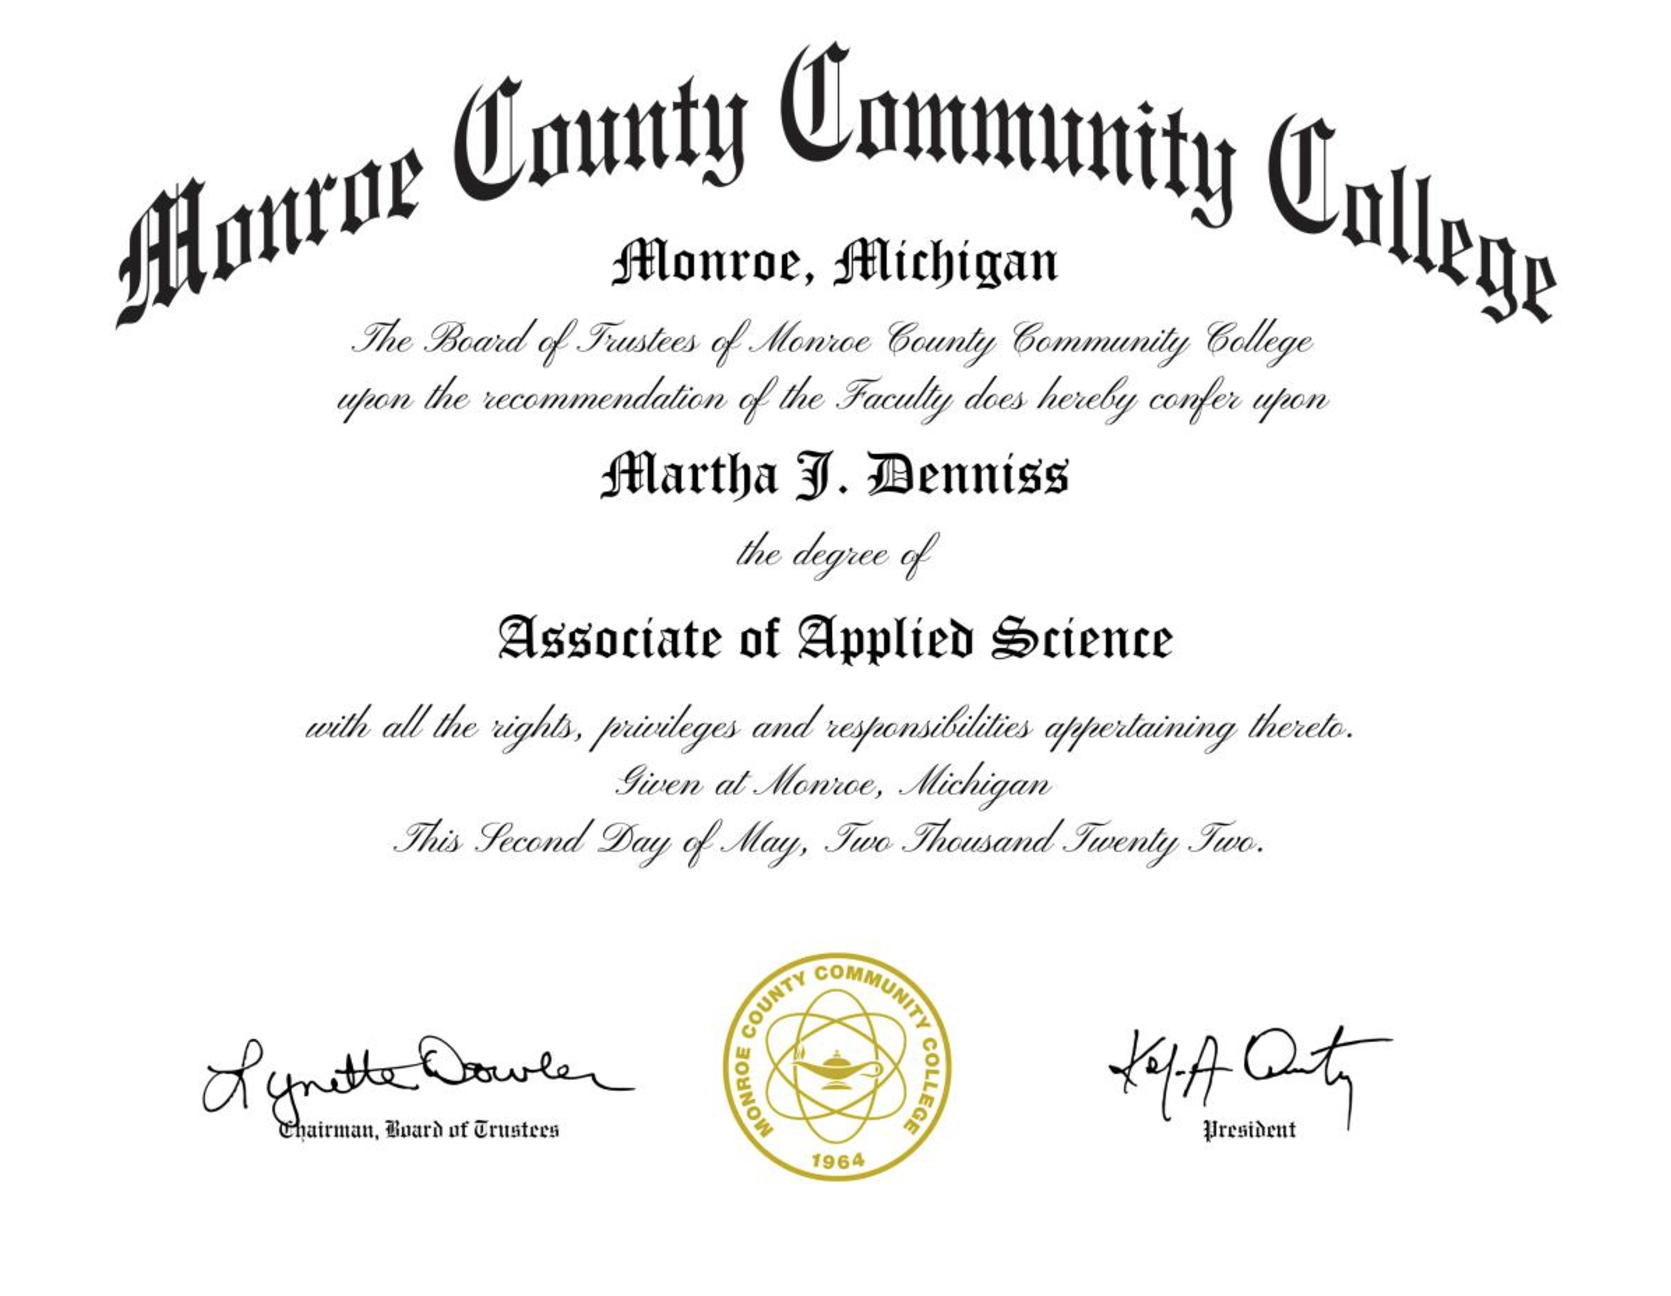 Monroe County Community College
Monroe, Michigan
The Board of Trustees of Monroe County Community College
upon the recommendation of the Faculty does hereby confer upon
Martha J. Denniss
the degree of
Associate of Applied Science
with all the rights, privileges and responsibilities appertaining thereto.
Given at Monroe, Michigan
This Second Day of May, Two Thousand Twenty Two.
Lynette Dowler
Chairman, Board of Trustees
MONROE COUNTY COMMUNITY COLLEGE
1964
President